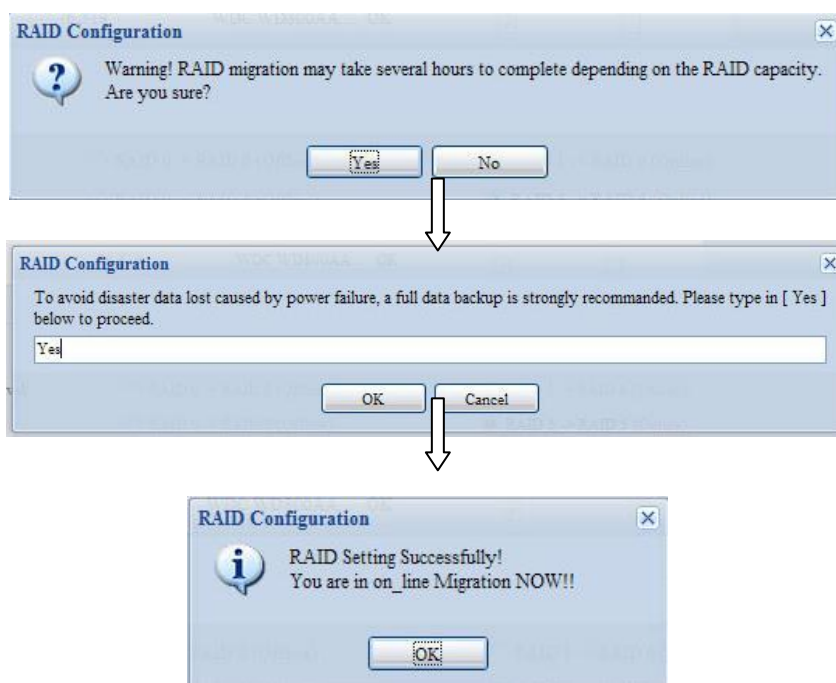 RAID Configuration
Warning! RAID migration may take several hours to complete depending on the RAID capacity.
Are you sure?
Yes
No
RAID Configuration
To avoid disaster data lost caused by power failure, a full data backup is strongly recommanded. Please type in [ Yes ]
below to proceed.
Yes
OK
Cancel
RAID Configuration
RAID Setting Successfully!
You are in on_line Migration NOW!!
OK